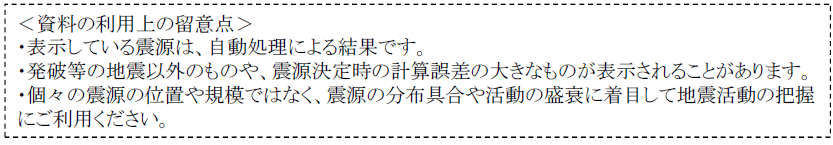 ＜資料の利用上の留意点＞
・表示している震源は、自動処理による結果です。
・発破等の地震以外のものや、震源決定時の計算誤差の大きなものが表示されることがあります。
・個々の震源の位置や規模ではなく、震源の分布具合や活動の盛衰に着目して地震活動の把握
にご利用ください。